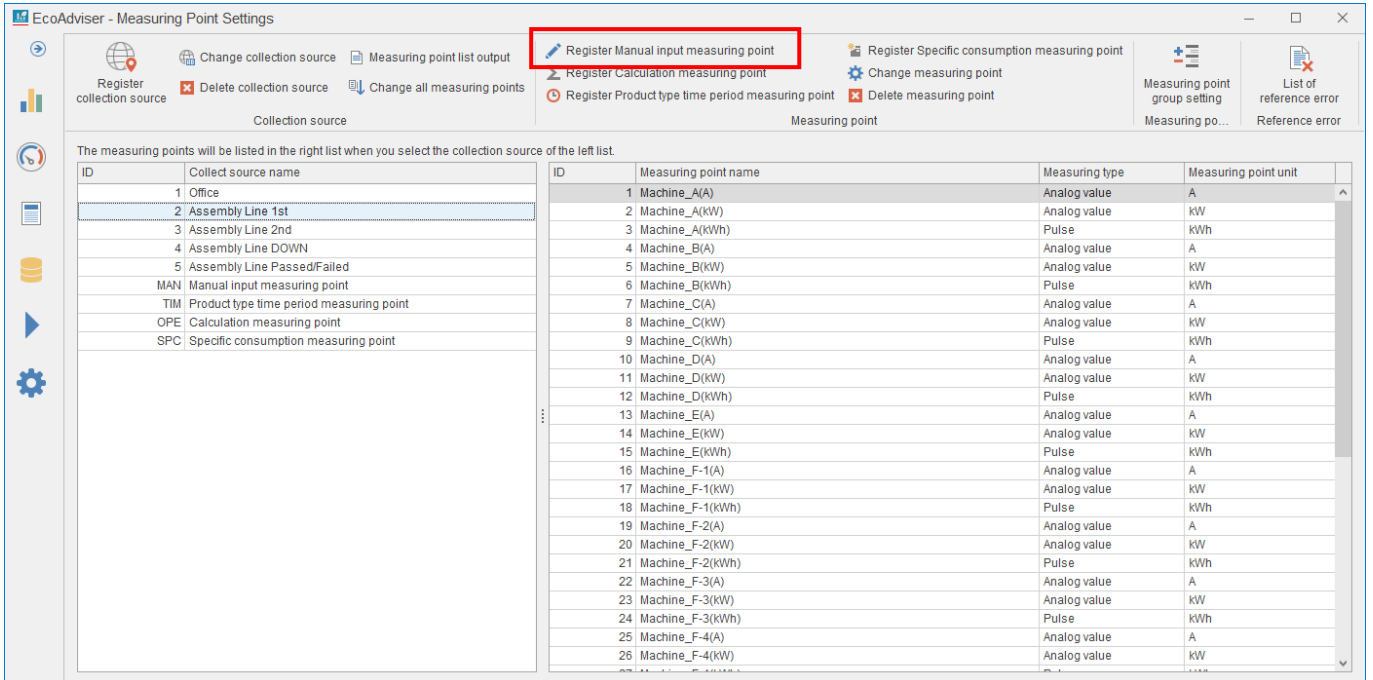 EcoAdviser - Measuring Point Settings
Register collection source
Change collection source
Measuring point list output
Delete collection source
Change all measuring points
Collection source
Register Manual input measuring point
Register Specific consumption measuring point
Register Calculation measuring point
Change measuring point
Register Product type time period measuring point
Delete measuring point
Measuring point
Measuring point group setting
Measuring po...
List of reference error
Reference error
The measuring points will be listed in the right list when you select the collection source of the left list.
ID Collect source name
1 Office
2 Assembly Line 1st
3 Assembly Line 2nd
4 Assembly Line DOWN
5 Assembly Line Passed/Failed
MAN Manual input measuring point
TIM Product type time period measuring point
OPE Calculation measuring point
SPC Specific consumption measuring point
ID Measuring point name Measuring type Measuring point unit
1 Machine_A(A) Analog value A
2 Machine_A(kW) Analog value kW
3 Machine_A(kWh) Pulse kWh
4 Machine_B(A) Analog value A
5 Machine_B(kW) Analog value kW
6 Machine_B(kWh) Pulse kWh
7 Machine_C(A) Analog value A
8 Machine_C(kW) Analog value kW
9 Machine_C(kWh) Pulse kWh
10 Machine_D(A) Analog value A
11 Machine_D(kW) Analog value kW
12 Machine_D(kWh) Pulse kWh
13 Machine_E(A) Analog value A
14 Machine_E(kW) Analog value kW
15 Machine_E(kWh) Pulse kWh
16 Machine_F-1(A) Analog value A
17 Machine_F-1(kW) Analog value kW
18 Machine_F-1(kWh) Pulse kWh
19 Machine_F-2(A) Analog value A
20 Machine_F-2(kW) Analog value kW
21 Machine_F-2(kWh) Pulse kWh
22 Machine_F-3(A) Analog value A
23 Machine_F-3(kW) Analog value kW
24 Machine_F-3(kWh) Pulse kWh
25 Machine_F-4(A) Analog value A
26 Machine_F-4(kW) Analog value kW